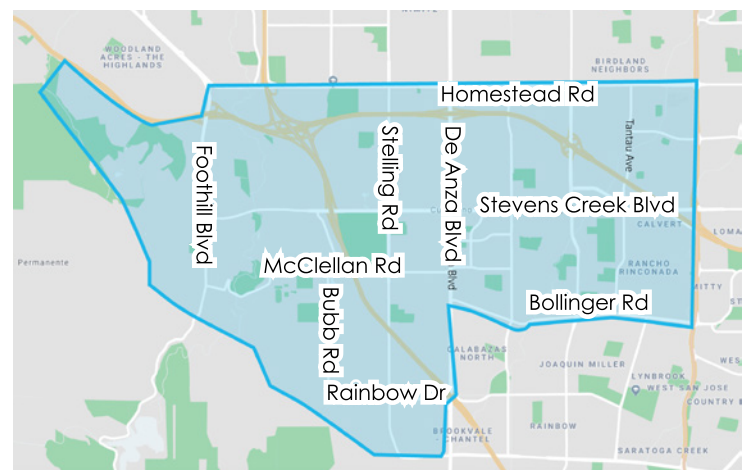 WOODLAND
ACRES - THE
HIGHLANDS
BIRDLAND
NEIGHBORS
Homestead Rd
Tantau Ave
Foothill Blvd
Stelling Rd
De Anza Blvd
Stevens Creek Blvd
CALVERT
McClellan Rd
Permanente
RANCHO
RINCONADA
Blvd
Bubb Rd
Bollinger Rd
CALABAZAS
NORTH
JOAQUIN MILLER
LYNBROOK
WEST SAN JOSE
Rainbow Dr
BROOKVALE
- CHANTEL
RAINBOW
SARATOGA CREEK